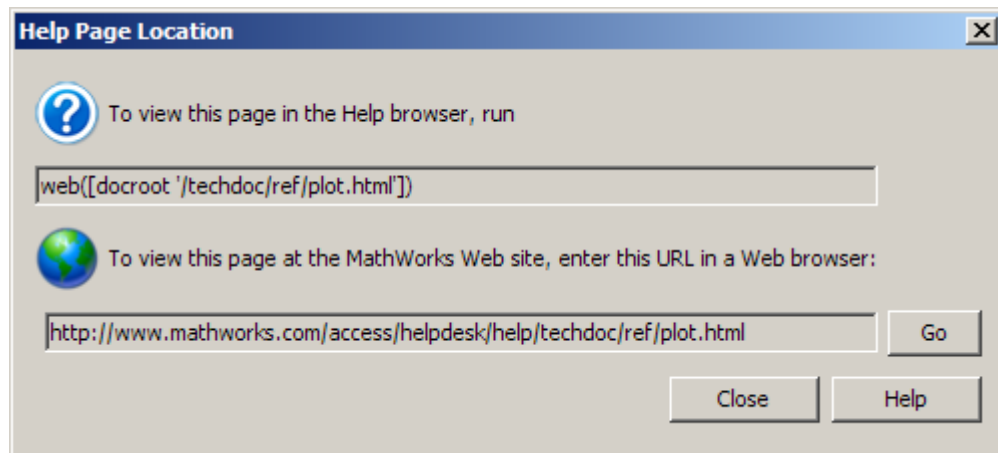 Help Page Location
To view this page in the Help browser, run
web([docroot '/techdoc/ref/plot.html'])
To view this page at the MathWorks Web site, enter this URL in a Web browser:
http://www.mathworks.com/access/helpdesk/help/techdoc/ref/plot.html
Go
Close
Help